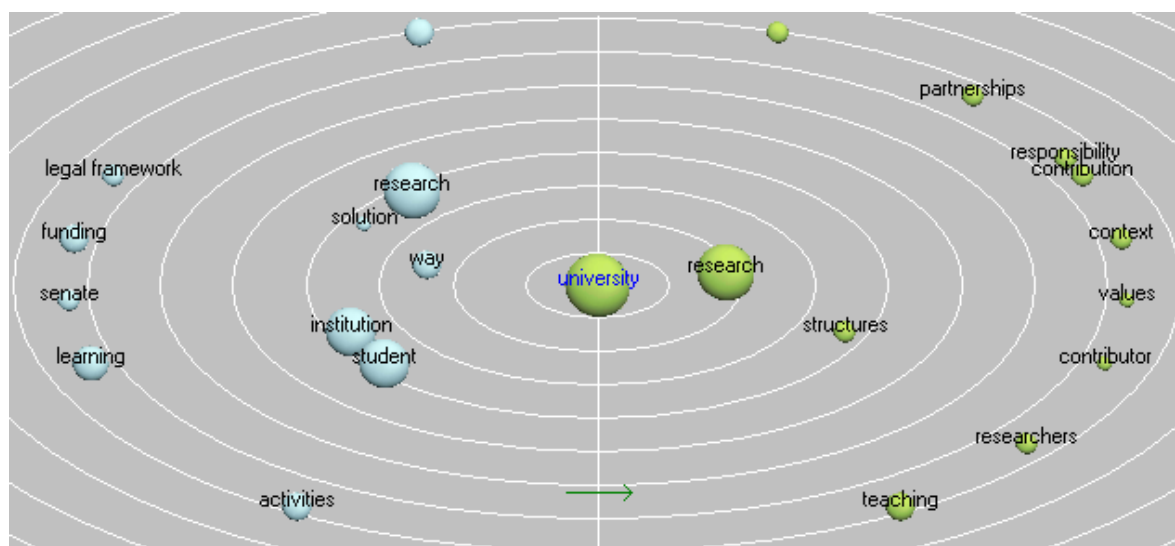 partnerships
responsibility
contribution
legal framework
research
solution
funding
context
way
research
university
senate
values
institution
structures
learning
student
contributor
researchers
activities
teaching